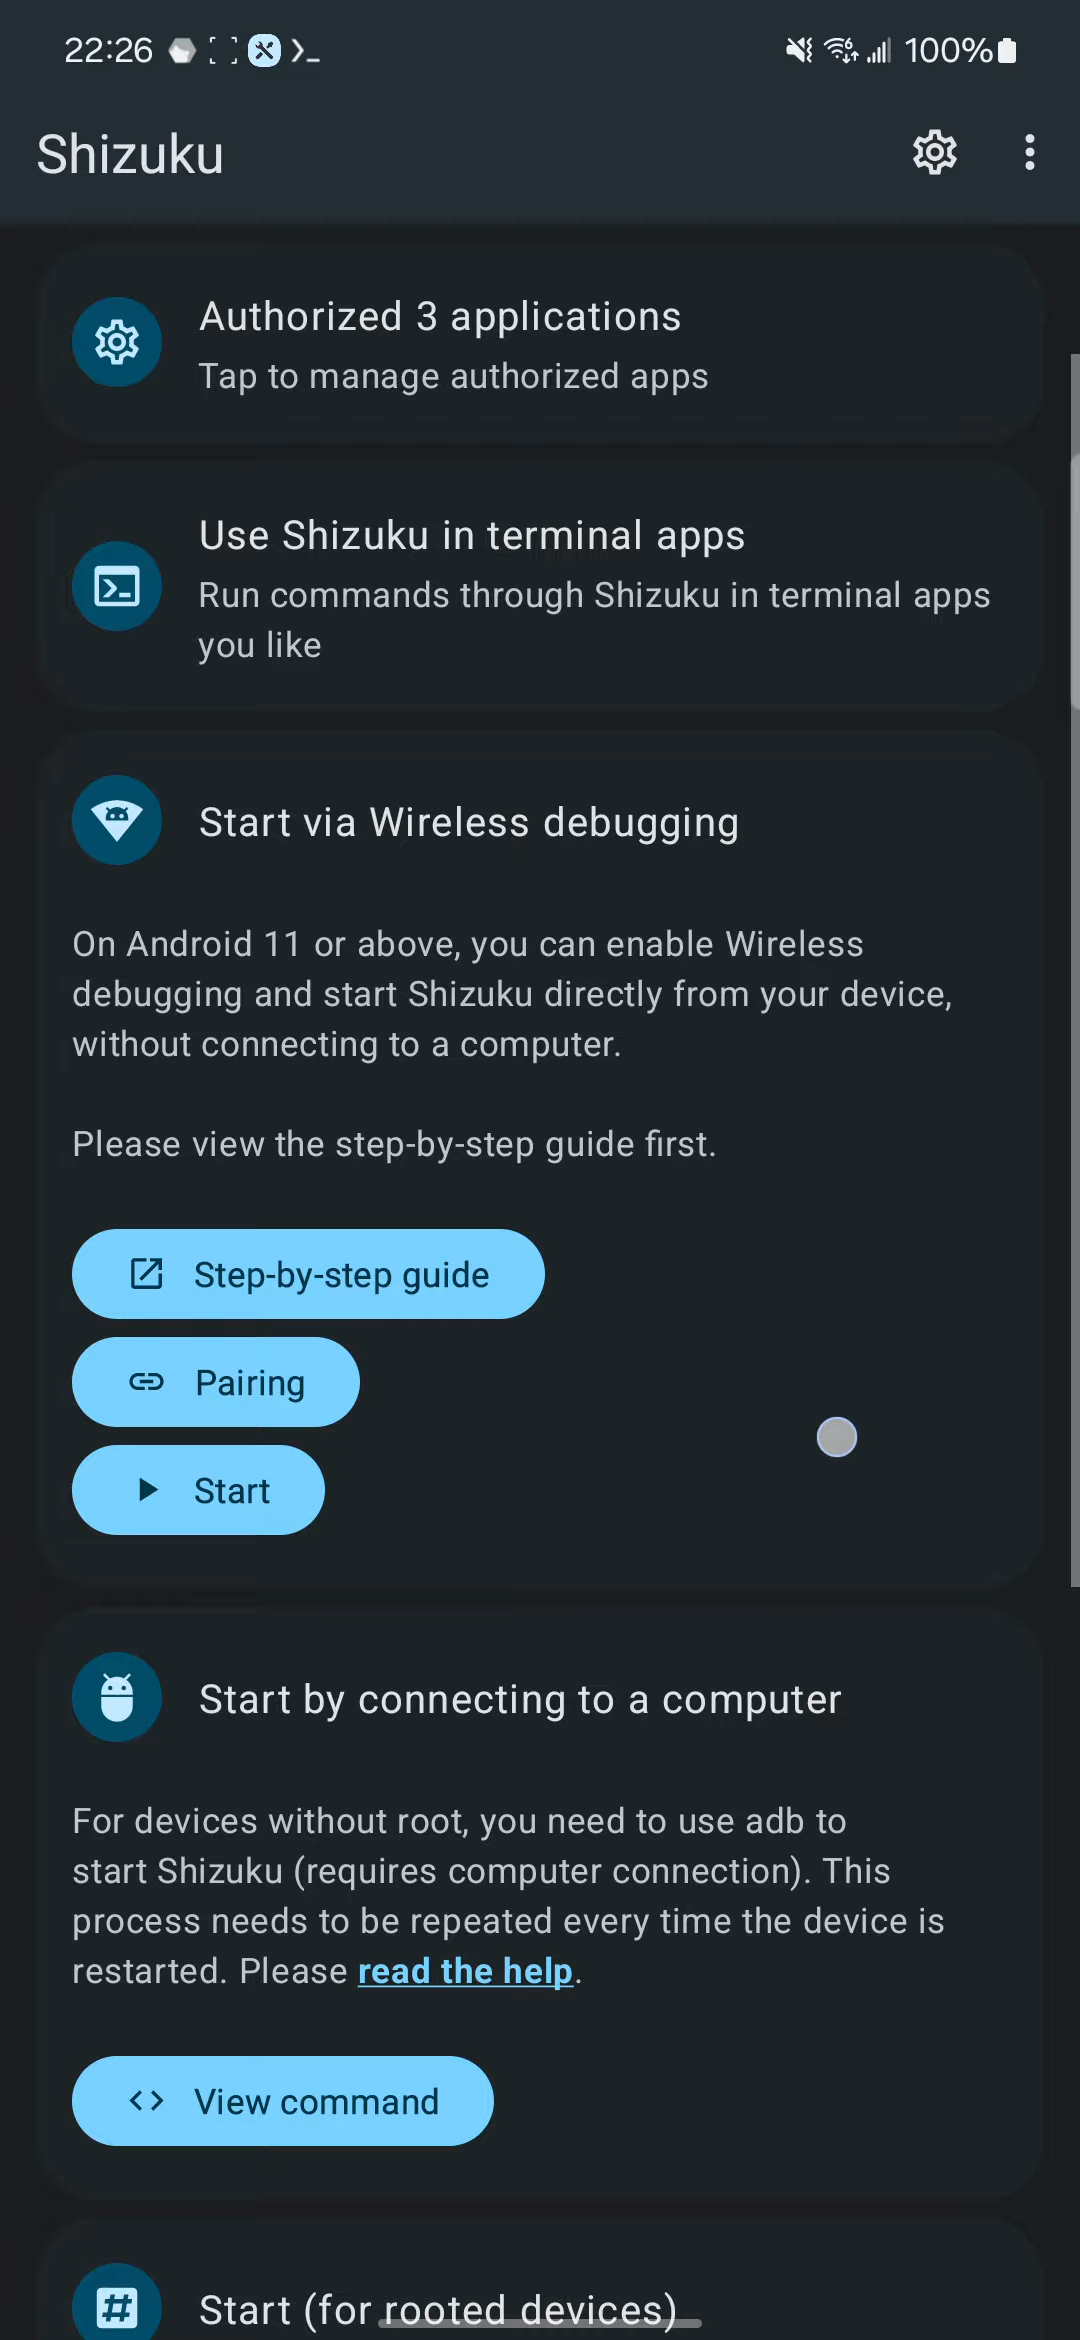 22:26
100%
Shizuku
Authorized 3 applications
Tap to manage authorized apps
Use Shizuku in terminal apps
Run commands through Shizuku in terminal apps
you like
Start via Wireless debugging
On Android 11 or above, you can enable Wireless
debugging and start Shizuku directly from your device,
without connecting to a computer.
Please view the step-by-step guide first.
Step-by-step guide
Pairing
Start
Start by connecting to a computer
For devices without root, you need to use adb to
start Shizuku (requires computer connection). This
process needs to be repeated every time the device is
restarted. Please read the help.
View command
Start (for rooted devices)